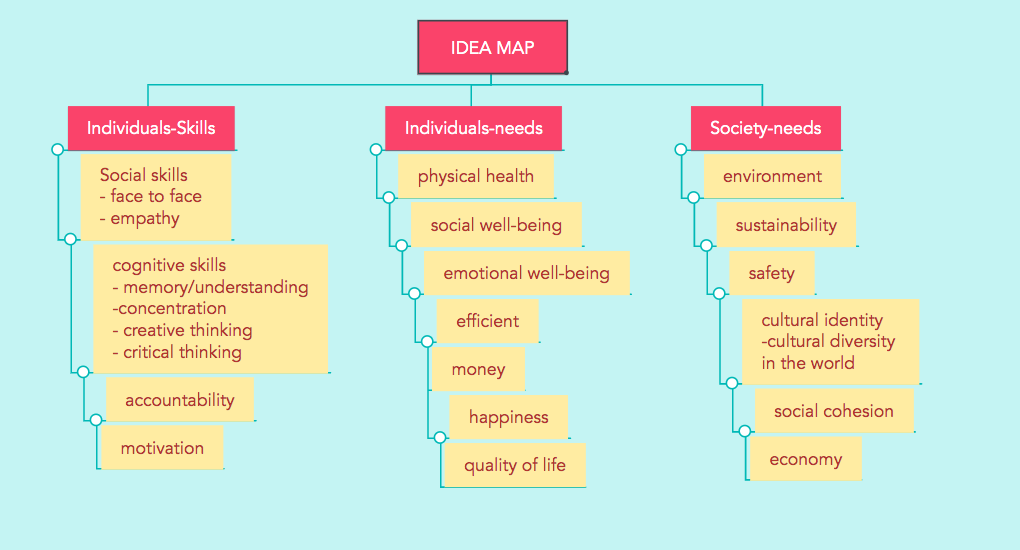 IDEA MAP
Individuals-Skills
Social skills
- face to face
- empathy
cognitive skills
- memory/understanding
-concentration
- creative thinking
- critical thinking
accountability
motivation
Individuals-needs
physical health
social well-being
emotional well-being
efficient
money
happiness
quality of life
Society-needs
environment
sustainability
safety
cultural identity
-cultural diversity
in the world
social cohesion
economy